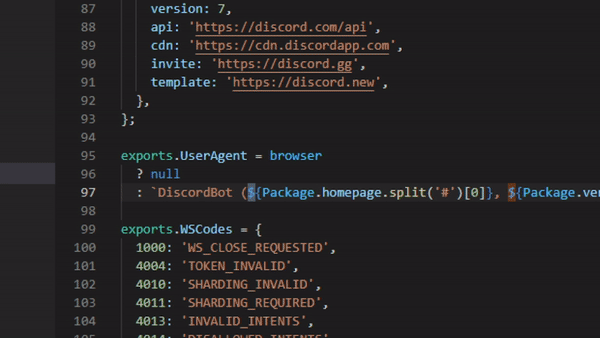 87 version: 7,
88 api: 'https://discord.com/api',
89 cdn: 'https://cdn.discordapp.com',
90 invite: 'https://discord.gg',
91 template: 'https://discord.new',
92 },
93 };
94
95 exports.UserAgent = browser
96 ? null
97 : `DiscordBot (${Package.homepage.split('#')[0]}, ${Package.ver
98
99 exports.WSCodes = {
100 1000: 'WS_CLOSE_REQUESTED',
101 4004: 'TOKEN_INVALID',
102 4010: 'SHARDING_INVALID',
103 4011: 'SHARDING_REQUIRED',
104 4013: 'INVALID_INTENTS',
4014: 'DISALLOWED_INTENTS'